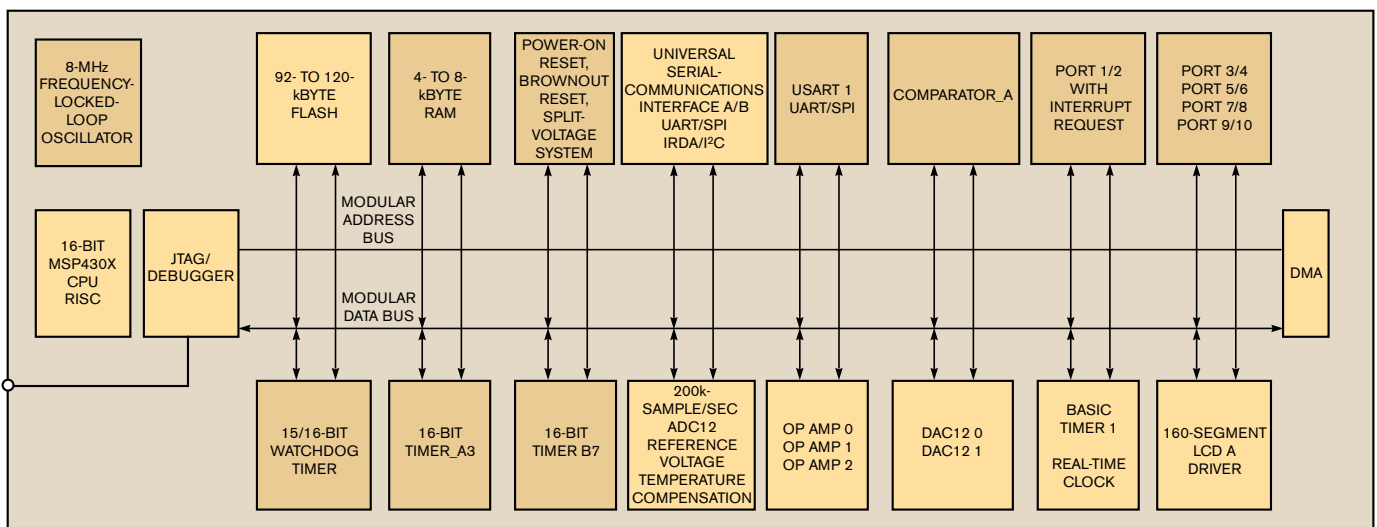 8-MHz
FREQUENCY-
LOCKED-
LOOP
OSCILLATOR
92- TO 120-
kBYTE
FLASH
4- TO 8-
kBYTE
RAM
POWER-ON
RESET,
BROWNOUT
RESET,
SPLIT-
VOLTAGE
SYSTEM
UNIVERSAL
SERIAL-
COMMUNICATIONS
INTERFACE A/B
UART/SPI
IRDA/I²C
USART 1
UART/SPI
COMPARATOR_A
PORT 1/2
WITH
INTERRUPT
REQUEST
PORT 3/4
PORT 5/6
PORT 7/8
PORT 9/10
16-BIT
MSP430X
CPU
RISC
JTAG/
DEBUGGER
MODULAR
ADDRESS
BUS
MODULAR
DATA BUS
DMA
15/16-BIT
WATCHDOG
TIMER
16-BIT
TIMER_A3
16-BIT
TIMER B7
200k-
SAMPLE/SEC
ADC12
REFERENCE
VOLTAGE
TEMPERATURE
COMPENSATION
OP AMP 0
OP AMP 1
OP AMP 2
DAC12 0
DAC12 1
BASIC
TIMER 1
REAL-TIME
CLOCK
160-SEGMENT
LCD A
DRIVER